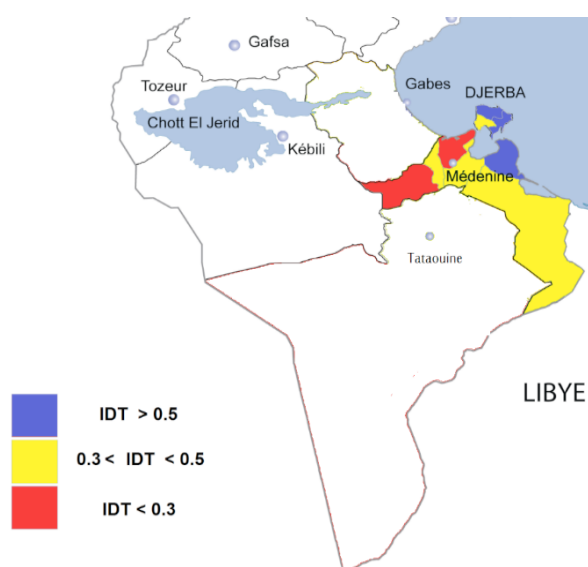 Gafsa
Tozeur
Gabes
DJERBA
Chott El Jerid
Kébili
Médenine
Tataouine
LIBYE
IDT > 0.5
0.3 < IDT < 0.5
IDT < 0.3